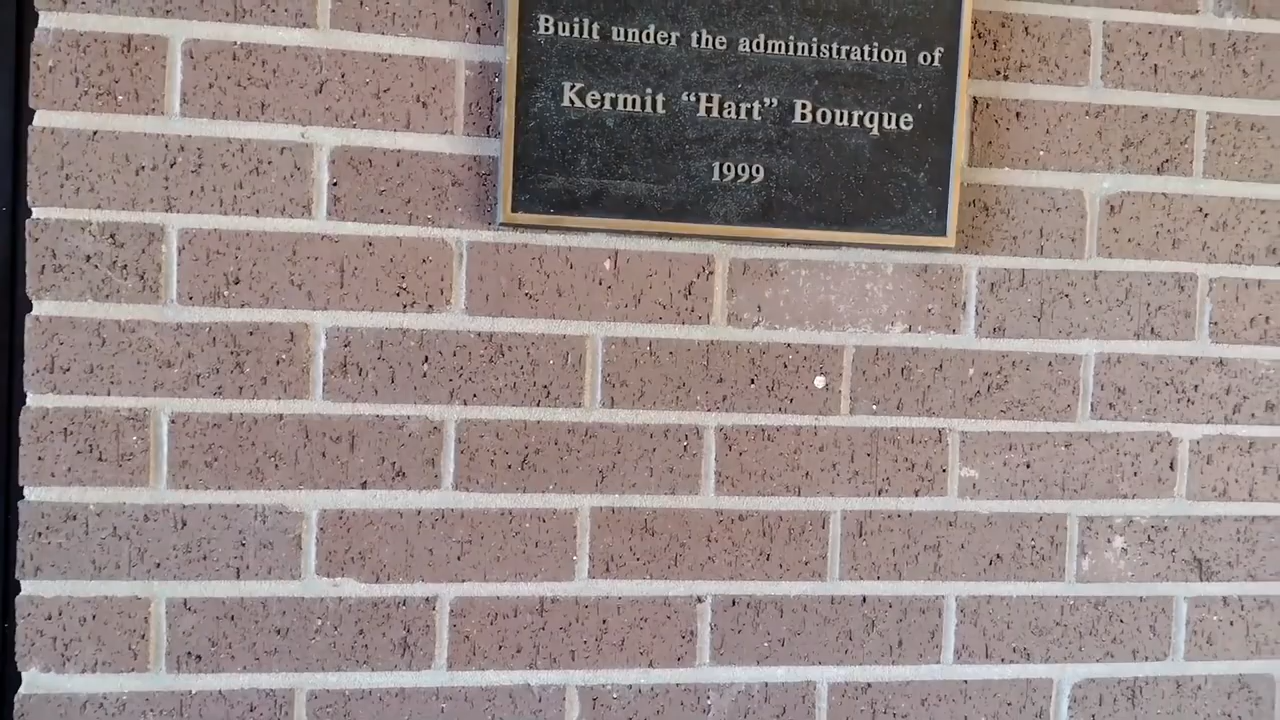 Built under the administration of
Kermit “Hart” Bourque
1999